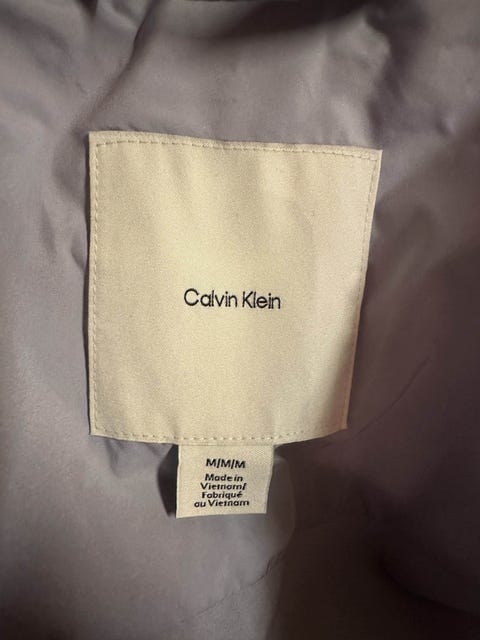 Calvin Klein
M/M/M
Made in
Vietnam/
Fabriqué
au Vietnam